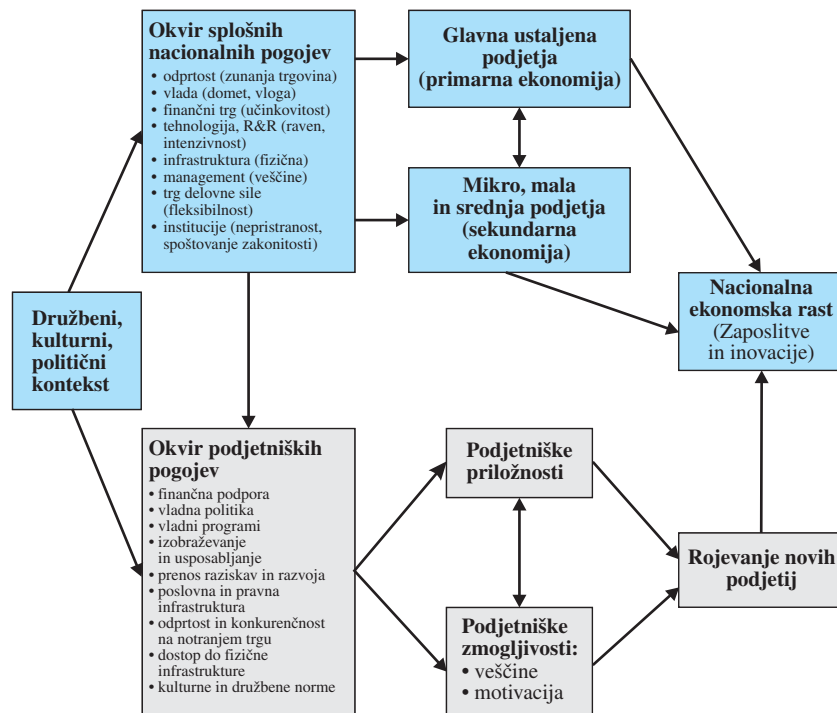 Okvir splošnih
nacionalnih pogojev
• odprtost (zunanja trgovina)
• vlada (domet, vloga)
• finančni trg (učinkovitost)
• tehnologija, R&R (raven,
intenzivnost)
• infrastruktura (fizična)
• management (veščine)
• trg delovne sile
(fleksibilnost)
• institucije (nepristranost,
spoštovanje zakonitosti)
Glavna ustaljena
podjetja
(primarna ekonomija)
Mikro, mala
in srednja podjetja
(sekundarna
ekonomija)
Nacionalna
ekonomska rast
(Zaposlitve
in inovacije)
Družbeni,
kulturni,
politični
kontekst
Okvir podjetniških
pogojev
• finančna podpora
• vladna politika
• vladni programi
• izobraževanje
in usposabljanje
• prenos raziskav in razvoja
• poslovna in pravna
infrastruktura
• odprtost in konkurenčnost
na notranjem trgu
• dostop do fizične
infrastrukture
• kulturne in družbene norme
Podjetniške
priložnosti
Podjetniške
zmogljivosti:
• veščine
• motivacija
Rojevanje novih
podjetij